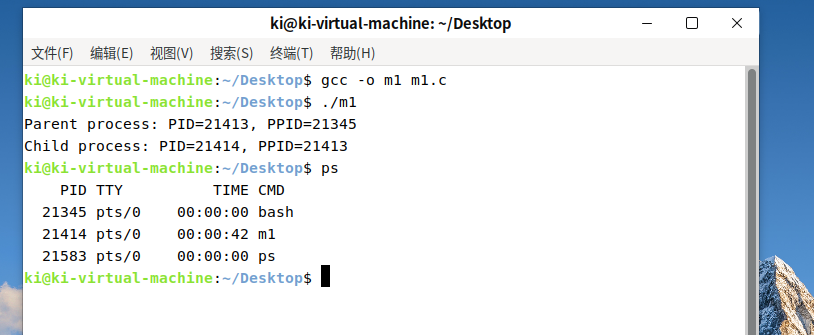 ki@ki-virtual-machine: ~/Desktop
文件(F) 编辑(E) 视图(V) 搜索(S) 终端(T) 帮助(H)
ki@ki-virtual-machine:~/Desktop$ gcc -o m1 m1.c
ki@ki-virtual-machine:~/Desktop$ ./m1
Parent process: PID=21413, PPID=21345
Child process: PID=21414, PPID=21413
ki@ki-virtual-machine:~/Desktop$ ps
    PID TTY          TIME CMD
  21345 pts/0    00:00:00 bash
  21414 pts/0    00:00:42 m1
  21583 pts/0    00:00:00 ps
ki@ki-virtual-machine:~/Desktop$